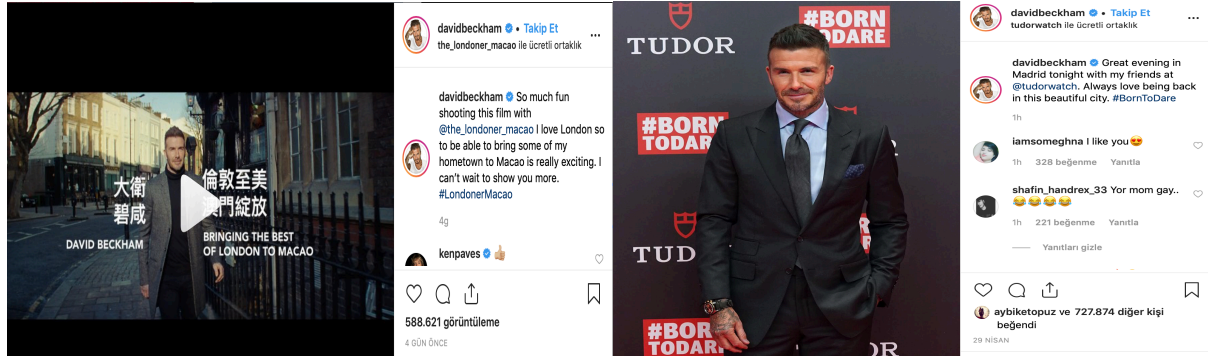 大衛
碧咸
倫敦至美
澳門綻放
DAVID BECKHAM
BRINGING THE BEST
OF LONDON TO MACAO
davidbeckham • Takip Et
the_londoner_macao ile ücretli ortaklık
davidbeckham So much fun
shooting this film with
@the_londoner_macao I love London so
to be able to bring some of my
hometown to Macao is really exciting. I
can't wait to show you more.
#LondonerMacao
4g
kenpaves 👍
588.621 görüntüleme
4 GÜN ÖNCE
TUDOR
#BORN
TODARE
#BORN
TODAR
TUD
#BORN
TODARE
DOR
davidbeckham • Takip Et
tudorwatch ile ücretli ortaklık
davidbeckham Great evening in
Madrid tonight with my friends at
@tudorwatch. Always love being back
in this beautiful city. #BornToDare
1h
iamsomeghna I like you😍
1h 328 beğenme Yanıtla
shafin_handrex_33 Yor mom gay..
😂😂😂😂
1h 221 beğenme Yanıtla
Yanıtları gizle
aybiketopuz ve 727.874 diğer kişi
beğendi
29 NİSAN